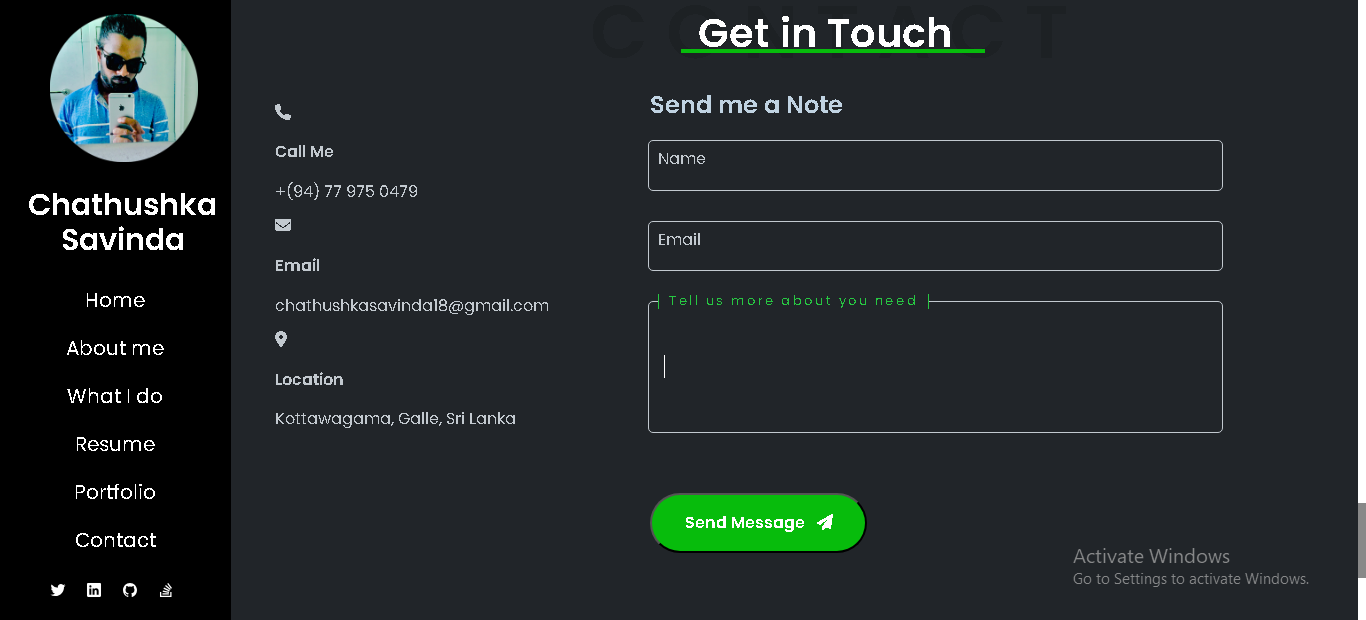 Chathushka
Savinda
Home
About me
What I do
Resume
Portfolio
Contact
CONTACT
Get in Touch
Call Me
+(94) 77 975 0479
Email
chathushkasavinda18@gmail.com
Location
Kottawagama, Galle, Sri Lanka
Send me a Note
Name
Email
Tell us more about you need
Send Message
Activate Windows
Go to Settings to activate Windows.